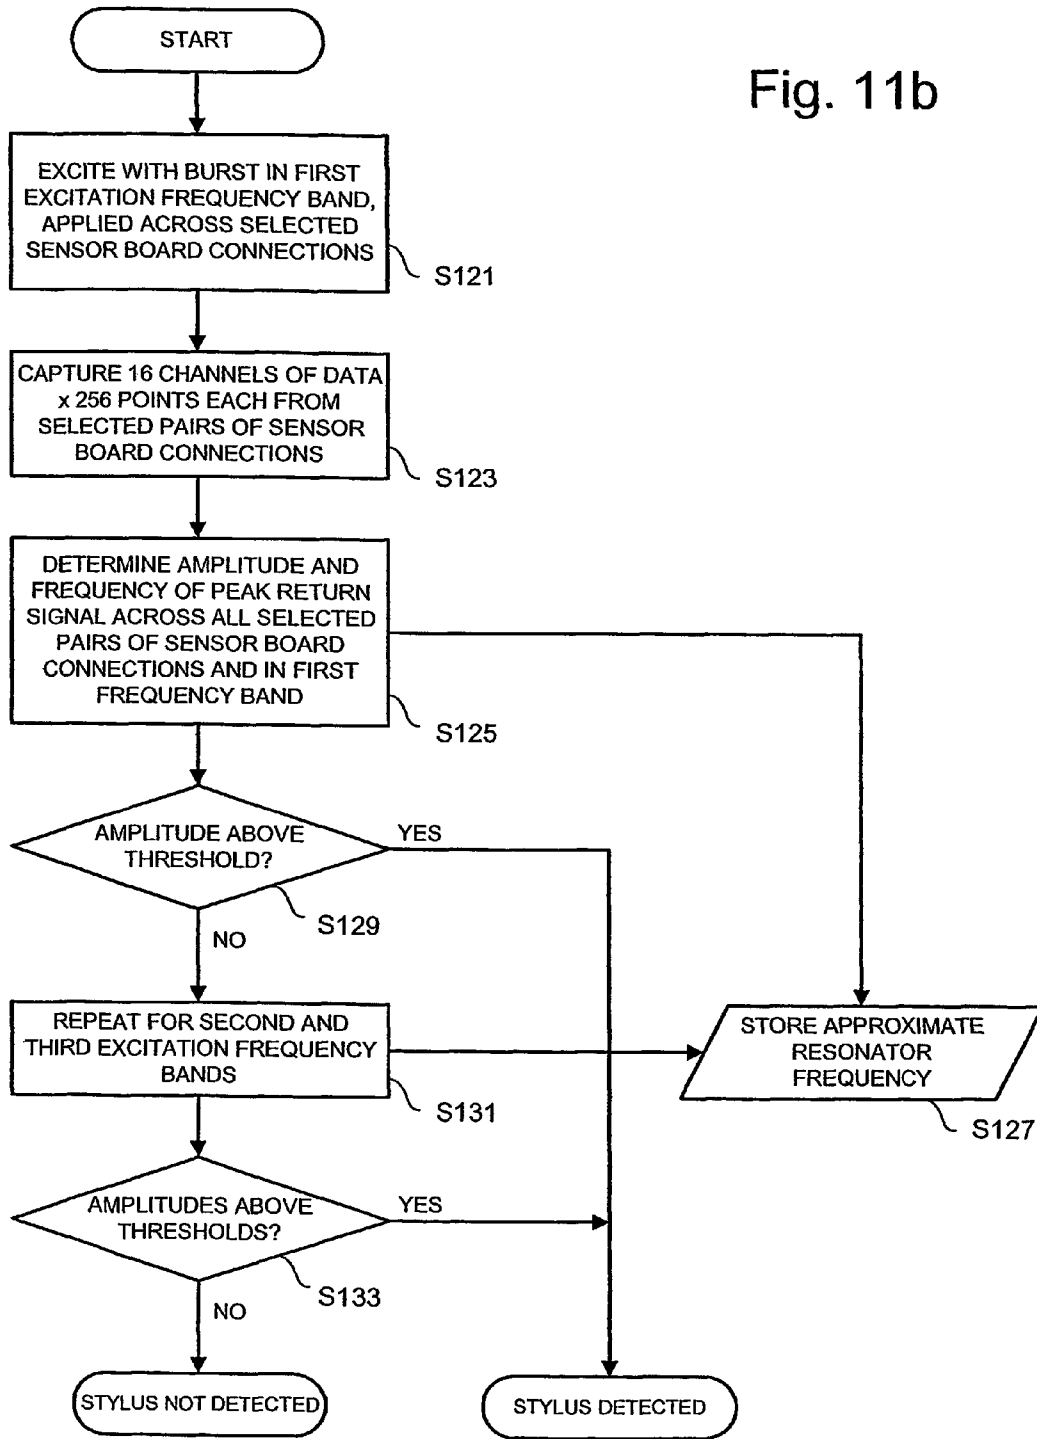 START
Fig. 11b
EXCITE WITH BURST IN FIRST
EXCITATION FREQUENCY BAND,
APPLIED ACROSS SELECTED
SENSOR BOARD CONNECTIONS
S121
CAPTURE 16 CHANNELS OF DATA
x 256 POINTS EACH FROM
SELECTED PAIRS OF SENSOR
BOARD CONNECTIONS
S123
DETERMINE AMPLITUDE AND
FREQUENCY OF PEAK RETURN
SIGNAL ACROSS ALL SELECTED
PAIRS OF SENSOR BOARD
CONNECTIONS AND IN FIRST
FREQUENCY BAND
S125
AMPLITUDE ABOVE
THRESHOLD?
YES
S129
NO
REPEAT FOR SECOND AND
THIRD EXCITATION FREQUENCY
BANDS
S131
STORE APPROXIMATE
RESONATOR
FREQUENCY
S127
AMPLITUDES ABOVE
THRESHOLDS?
YES
S133
NO
STYLUS NOT DETECTED
STYLUS DETECTED